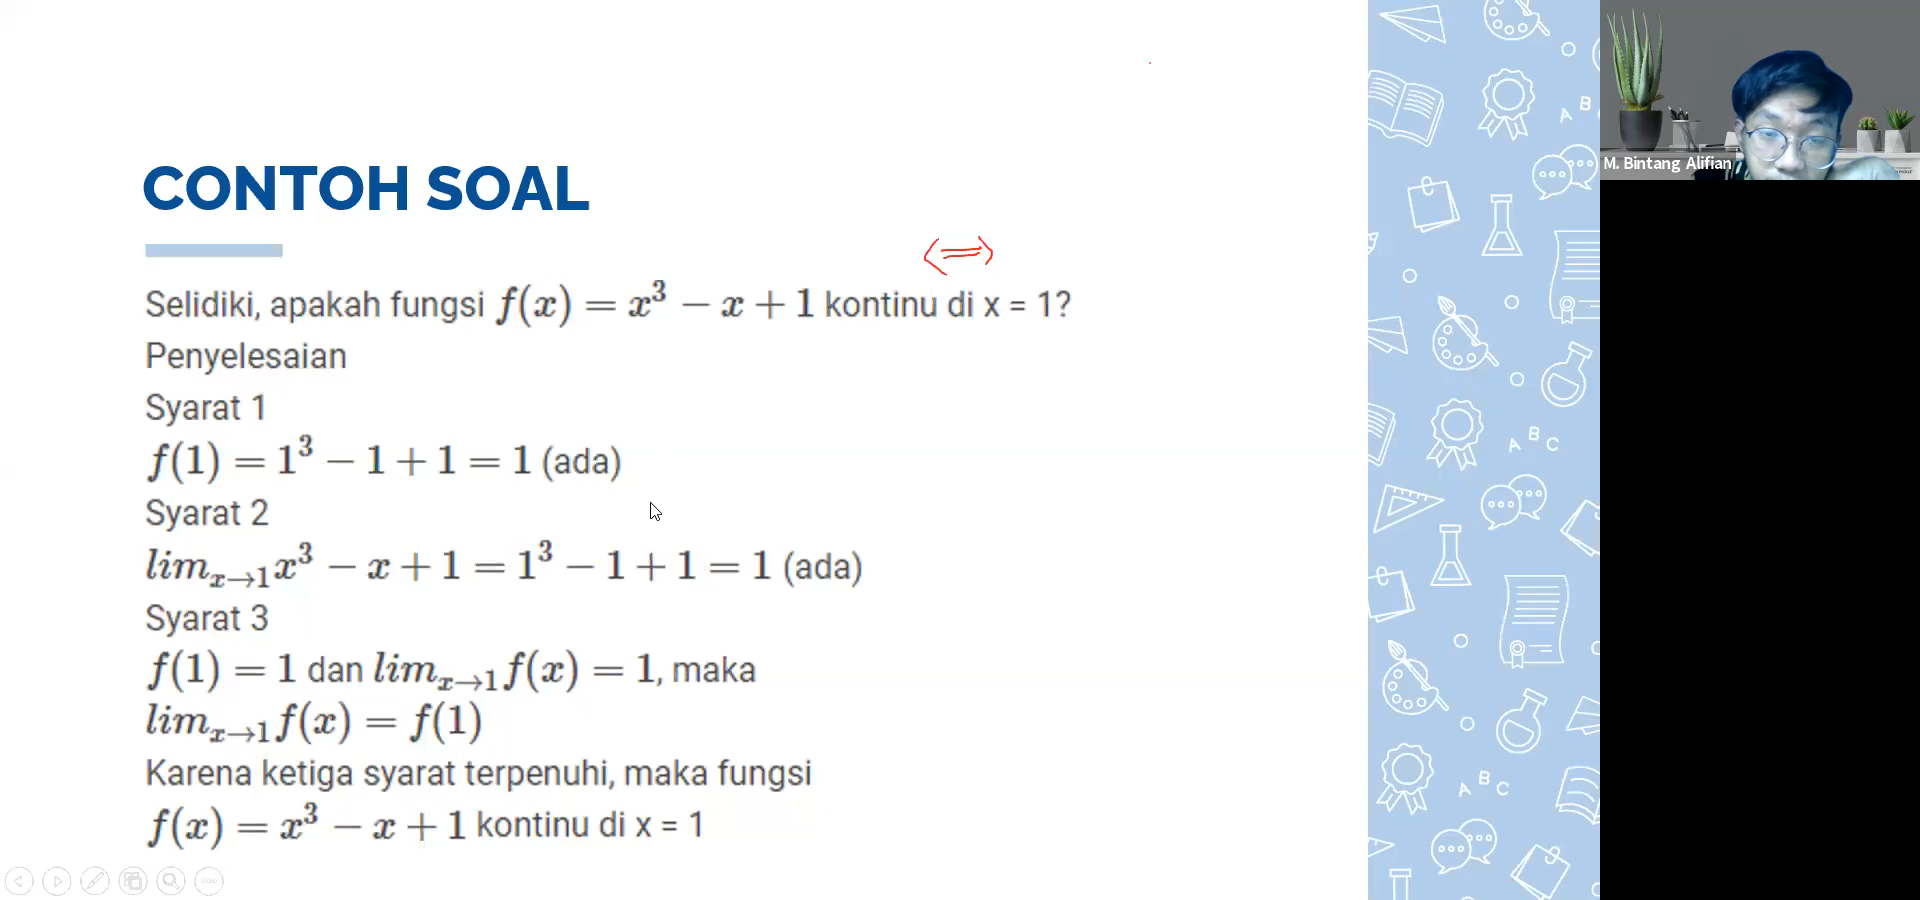 CONTOH SOAL
Selidiki, apakah fungsi f(x) = x³ − x + 1 kontinu di x = 1?
Penyelesaian
Syarat 1
f(1) = 1³ − 1 + 1 = 1 (ada)
Syarat 2
lim_{x→1} x³ − x + 1 = 1³ − 1 + 1 = 1 (ada)
Syarat 3
f(1) = 1 dan lim_{x→1} f(x) = 1, maka
lim_{x→1} f(x) = f(1)
Karena ketiga syarat terpenuhi, maka fungsi
f(x) = x³ − x + 1 kontinu di x = 1
A B
A B C
A B C
M. Bintang Alifian